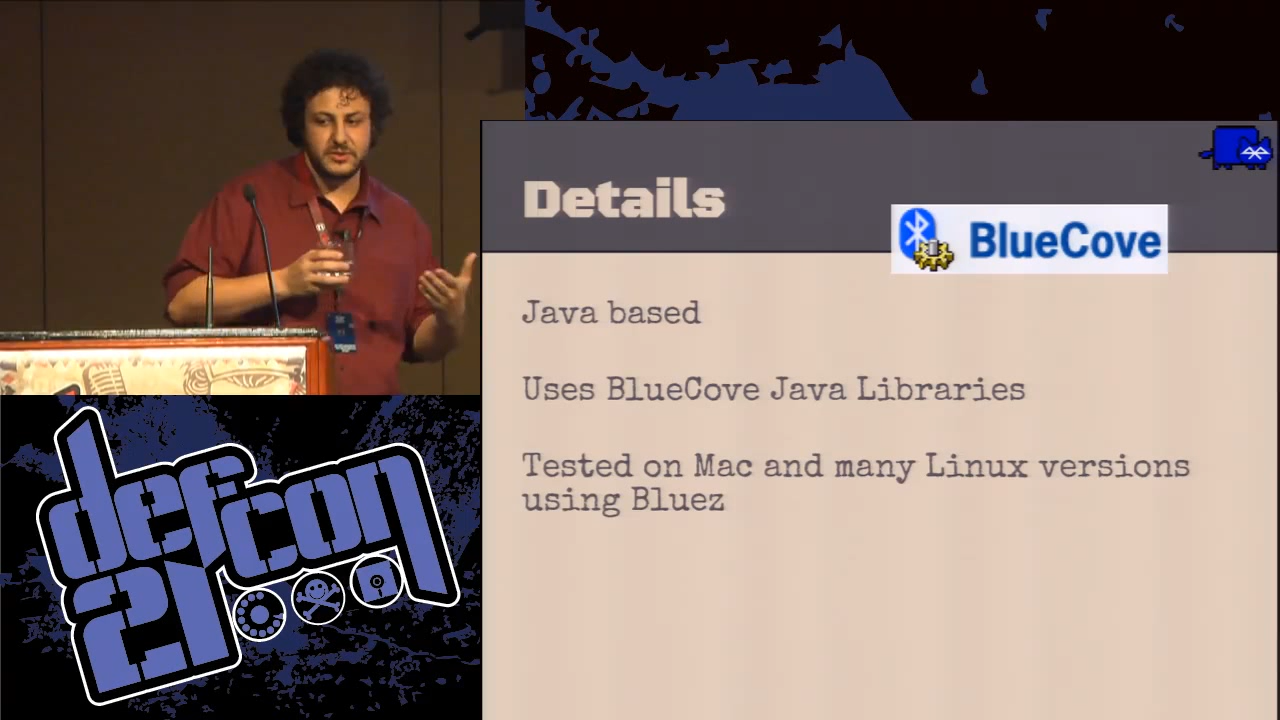 Details
BlueCove
Java based
Uses BlueCove Java Libraries
Tested on Mac and many Linux versions
using Bluez
defcon
21